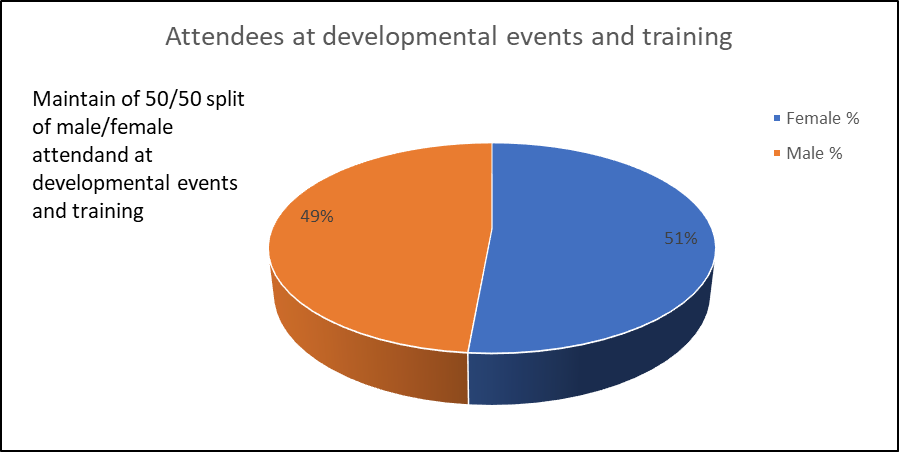 Attendees at developmental events and training
Maintain of 50/50 split
of male/female
attendand at
developmental events
and training
Female %
Male %
49%
51%